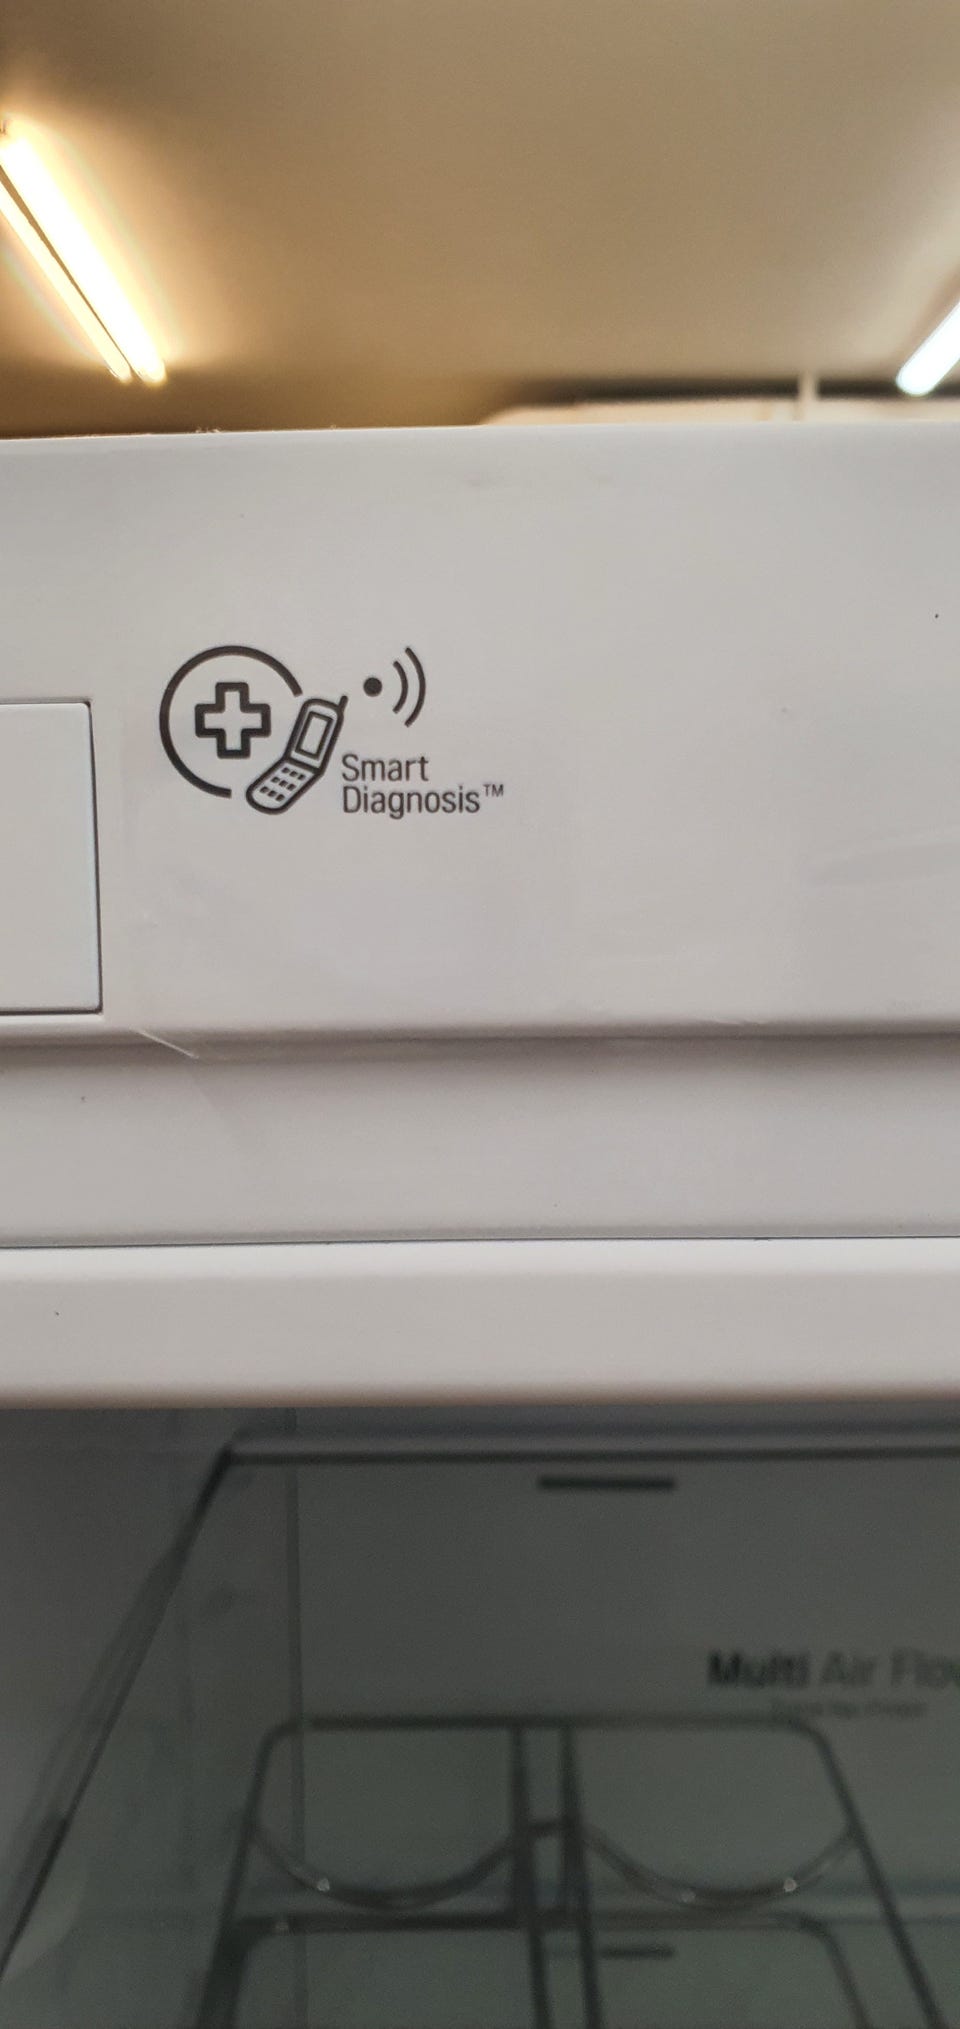 Smart
Diagnosis™
Multi Air Flow